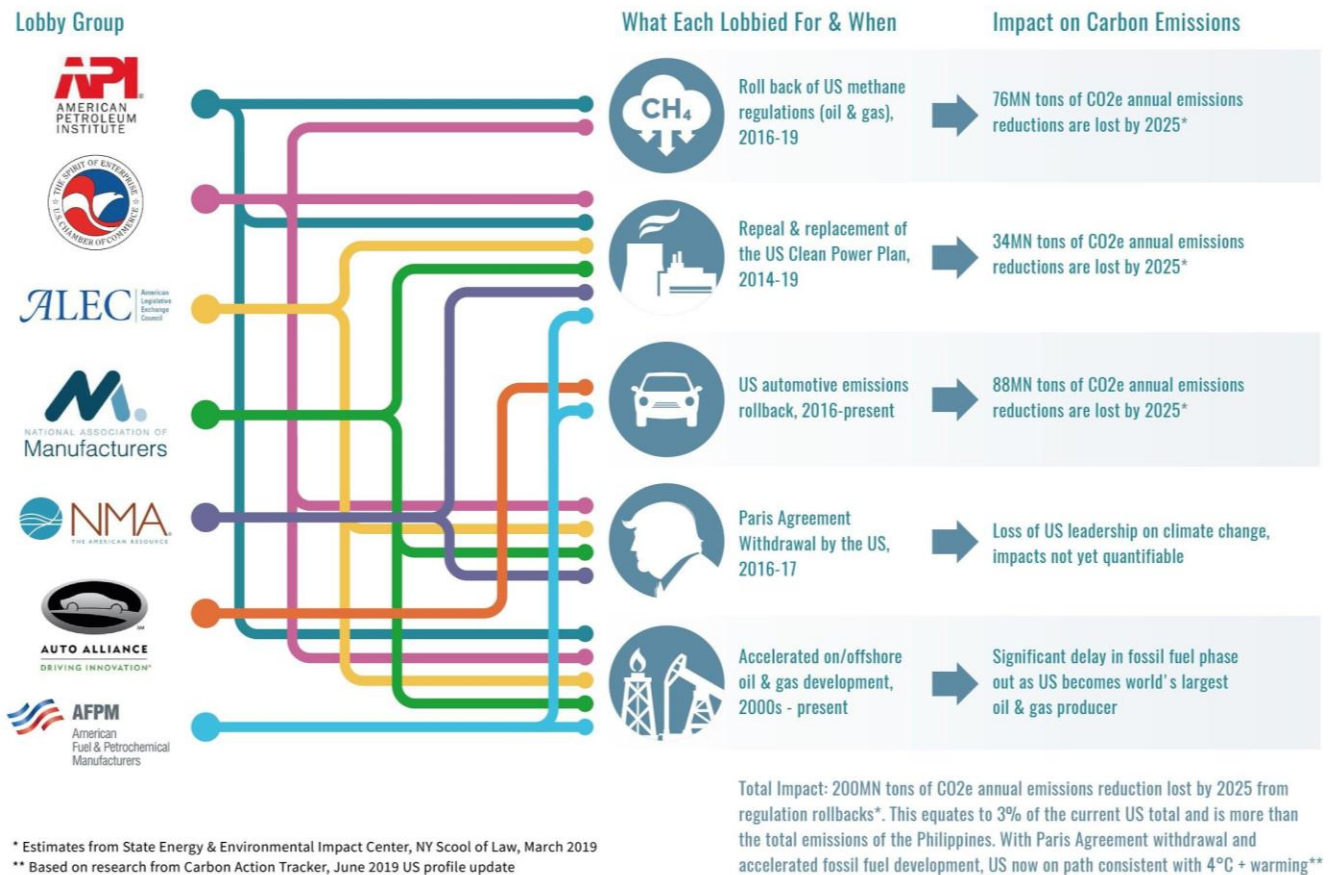 Lobby Group
What Each Lobbied For & When
Impact on Carbon Emissions
API
AMERICAN
PETROLEUM
INSTITUTE
THE SPIRIT OF ENTERPRISE
U.S. CHAMBER OF COMMERCE
ALEC
American
Legislative
Exchange
Council
NATIONAL ASSOCIATION OF
Manufacturers
NMA
THE AMERICAN RESOURCE
AUTO ALLIANCE
DRIVING INNOVATION®
AFPM
American
Fuel & Petrochemical
Manufacturers
CH4
Roll back of US methane
regulations (oil & gas),
2016-19
76MN tons of CO2e annual emissions
reductions are lost by 2025*
Repeal & replacement of
the US Clean Power Plan,
2014-19
34MN tons of CO2e annual emissions
reductions are lost by 2025*
US automotive emissions
rollback, 2016-present
88MN tons of CO2e annual emissions
reductions are lost by 2025*
Paris Agreement
Withdrawal by the US,
2016-17
Loss of US leadership on climate change,
impacts not yet quantifiable
Accelerated on/offshore
oil & gas development,
2000s - present
Significant delay in fossil fuel phase
out as US becomes world's largest
oil & gas producer
Total Impact: 200MN tons of CO2e annual emissions reduction lost by 2025 from
regulation rollbacks*. This equates to 3% of the current US total and is more than
the total emissions of the Philippines. With Paris Agreement withdrawal and
accelerated fossil fuel development, US now on path consistent with 4°C + warming**
* Estimates from State Energy & Environmental Impact Center, NY Scool of Law, March 2019
** Based on research from Carbon Action Tracker, June 2019 US profile update